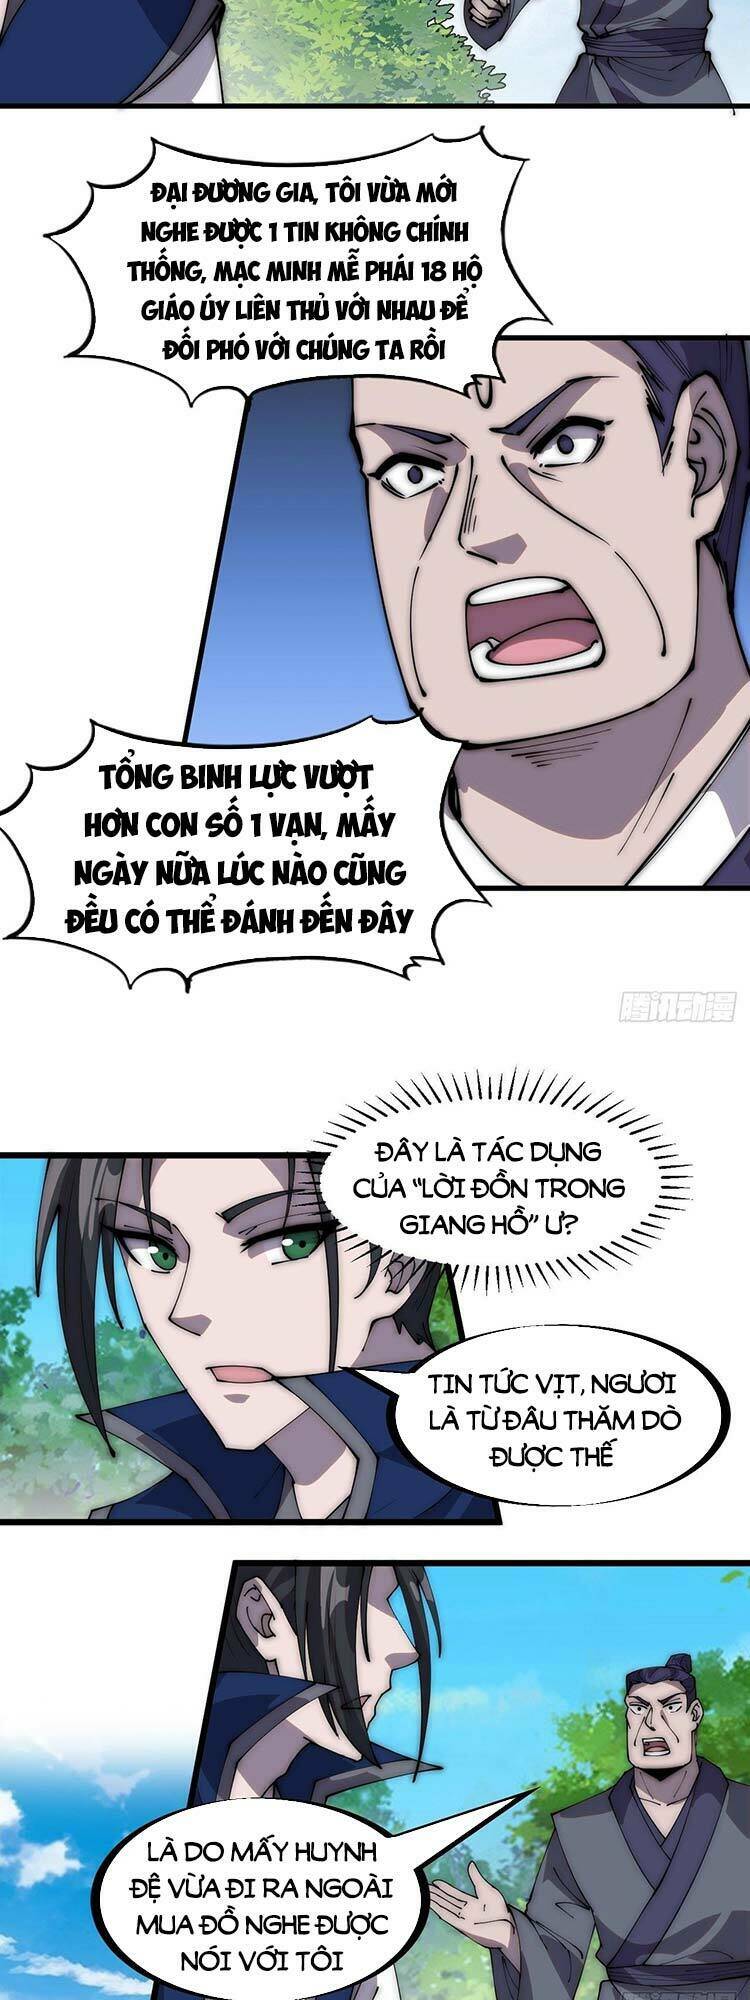 ĐẠI ĐƯƠNG GIA, TÔI VỪA MỚI
NGHE ĐƯỢC 1 TIN KHÔNG CHÍNH
THỐNG, MẠC MINH MỄ PHÁI 18 HỘ
GIÁO ÚY LIÊN THỦ VỚI NHAU ĐỂ
ĐỐI PHÓ VỚI CHÚNG TA RỒI
TỔNG BINH LỰC VƯỢT
HƠN CON SỐ 1 VẠN, MẤY
NGÀY NỮA LÚC NÀO CŨNG
ĐỀU CÓ THỂ ĐÁNH ĐẾN ĐÂY
腾讯动漫
ĐÂY LÀ TÁC DỤNG
CỦA “LỜI ĐỒN TRONG
GIANG HỒ” Ư?
TIN TỨC VỊT, NGƯƠI
LÀ TỪ ĐÂU THĂM DÒ
ĐƯỢC THẾ
LÀ DO MẤY HUYNH
ĐỆ VỪA ĐI RA NGOÀI
MUA ĐỒ NGHE ĐƯỢC
NÓI VỚI TÔI